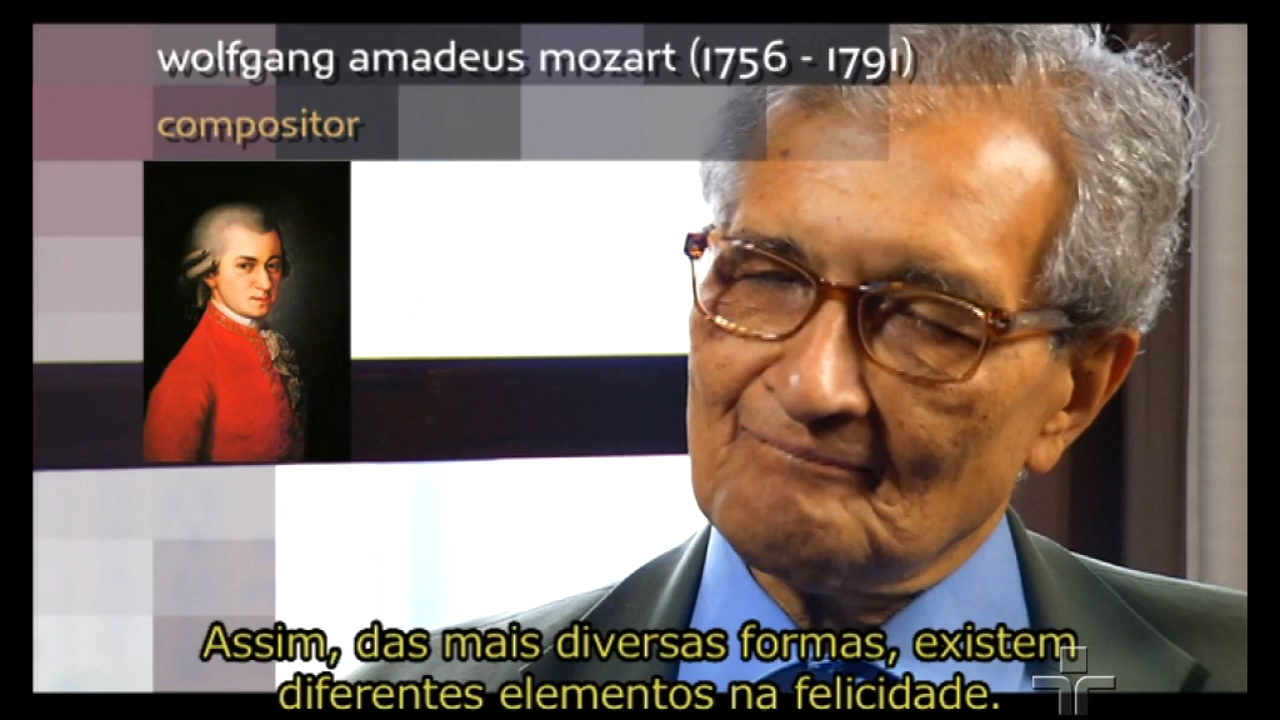 wolfgang amadeus mozart (1756 - 1791)
compositor
Assim, das mais diversas formas, existem
diferentes elementos na felicidade.